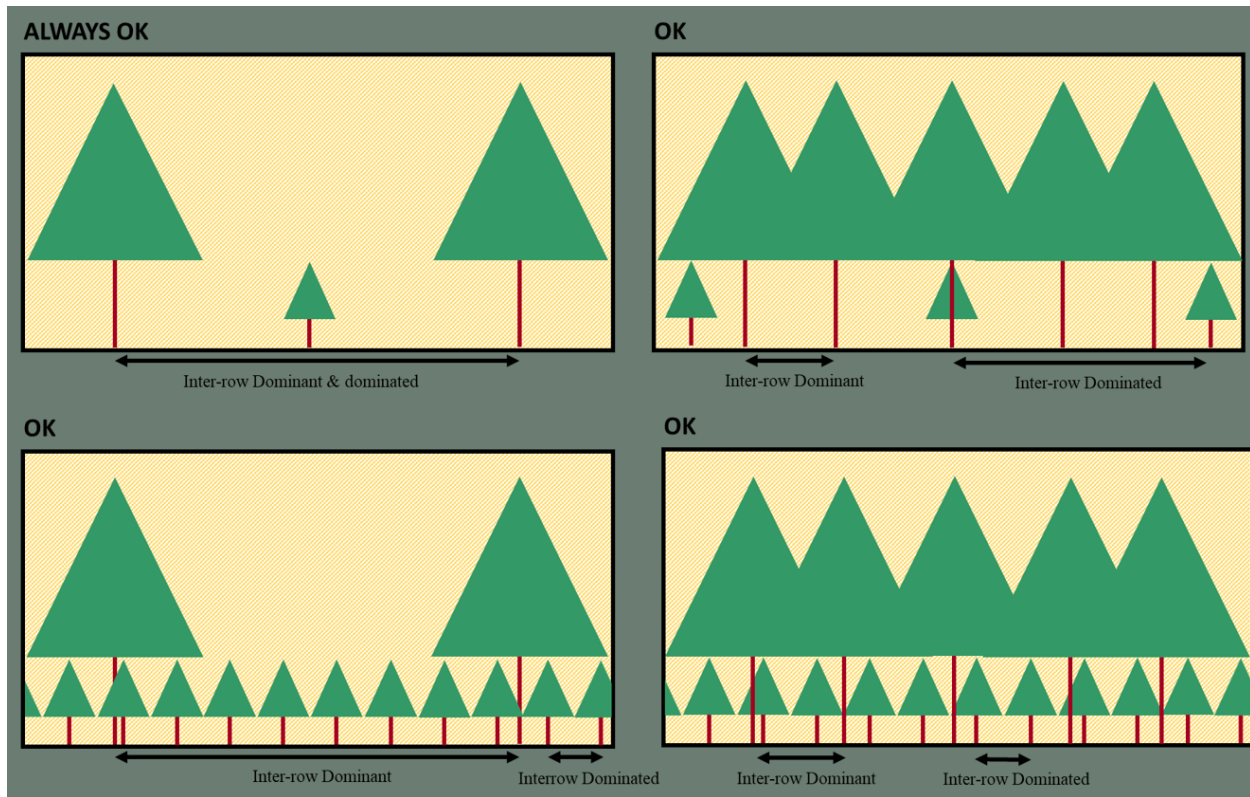 ALWAYS OK
OK
Inter-row Dominant & dominated
Inter-row Dominant
Inter-row Dominated
OK
OK
Inter-row Dominant
Interrow Dominated
Inter-row Dominant
Inter-row Dominated